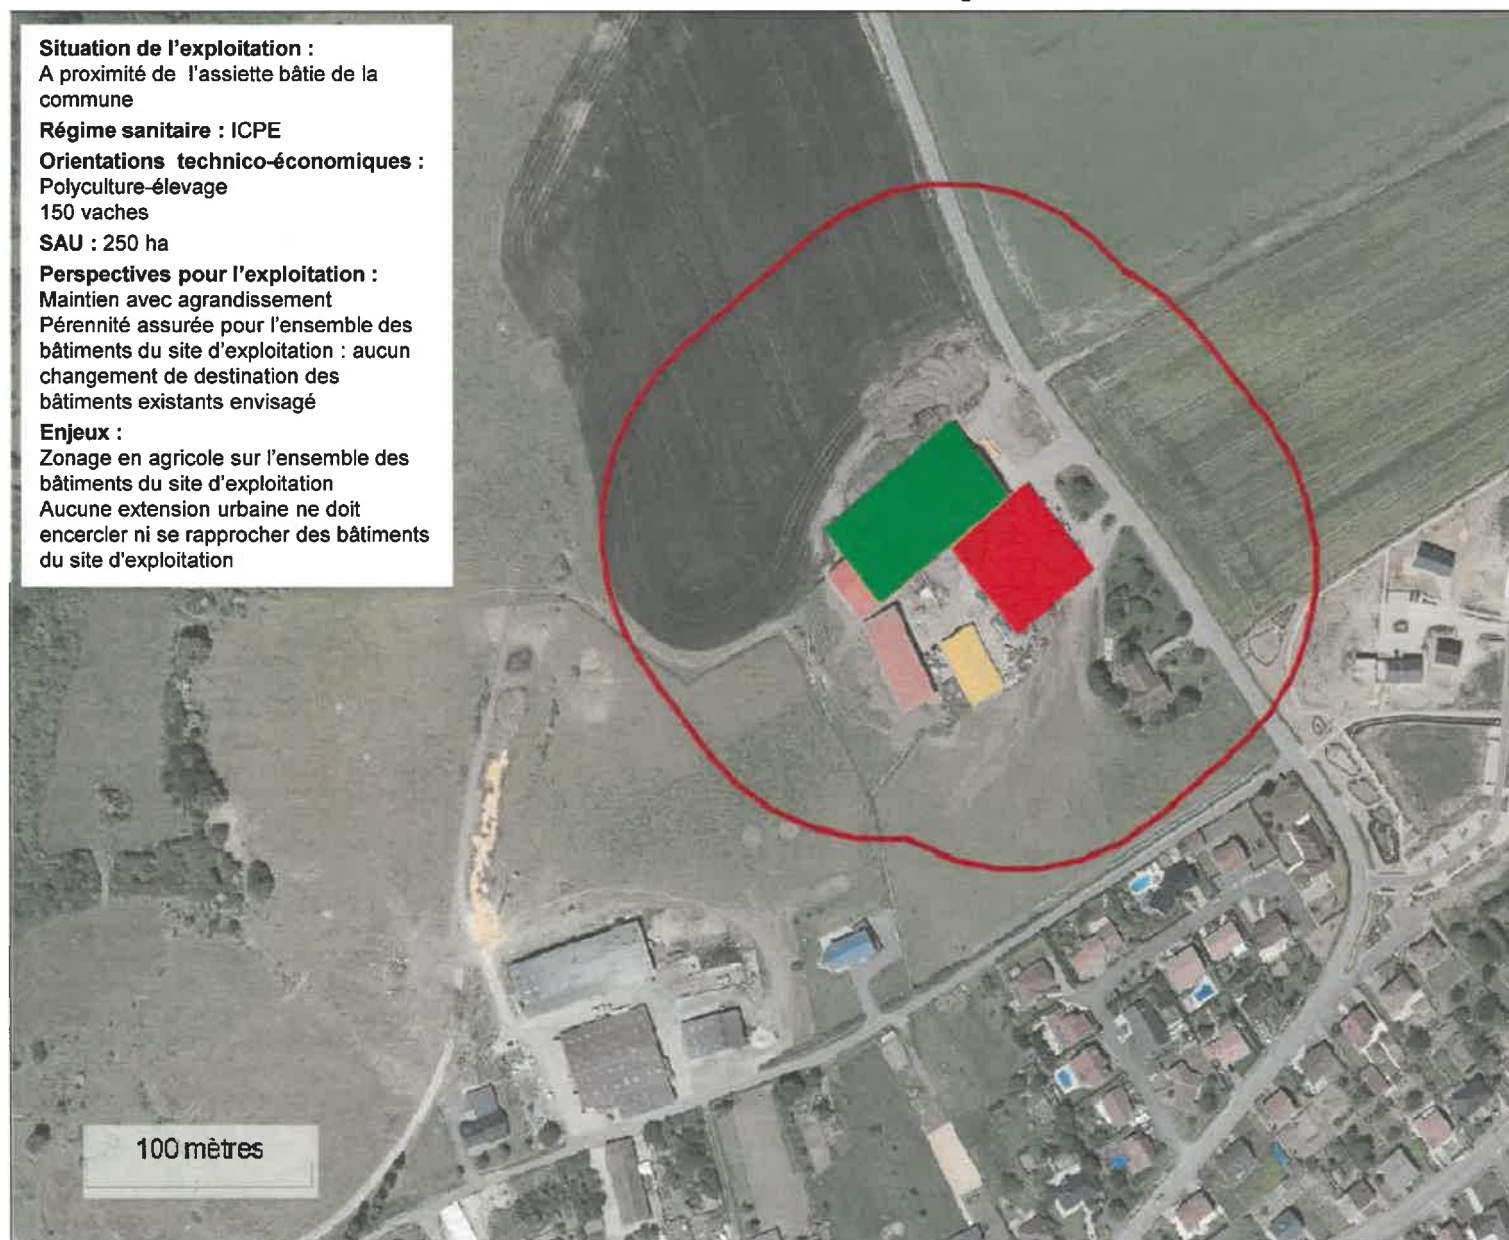 Situation de l'exploitation :
A proximité de l'assiette bâtie de la
commune
Régime sanitaire : ICPE
Orientations technico-économiques :
Polyculture-élevage
150 vaches
SAU : 250 ha
Perspectives pour l'exploitation :
Maintien avec agrandissement
Pérennité assurée pour l'ensemble des
bâtiments du site d'exploitation : aucun
changement de destination des
bâtiments existants envisagé
Enjeux :
Zonage en agricole sur l'ensemble des
bâtiments du site d'exploitation
Aucune extension urbaine ne doit
encercler ni se rapprocher des bâtiments
du site d'exploitation
100 mètres